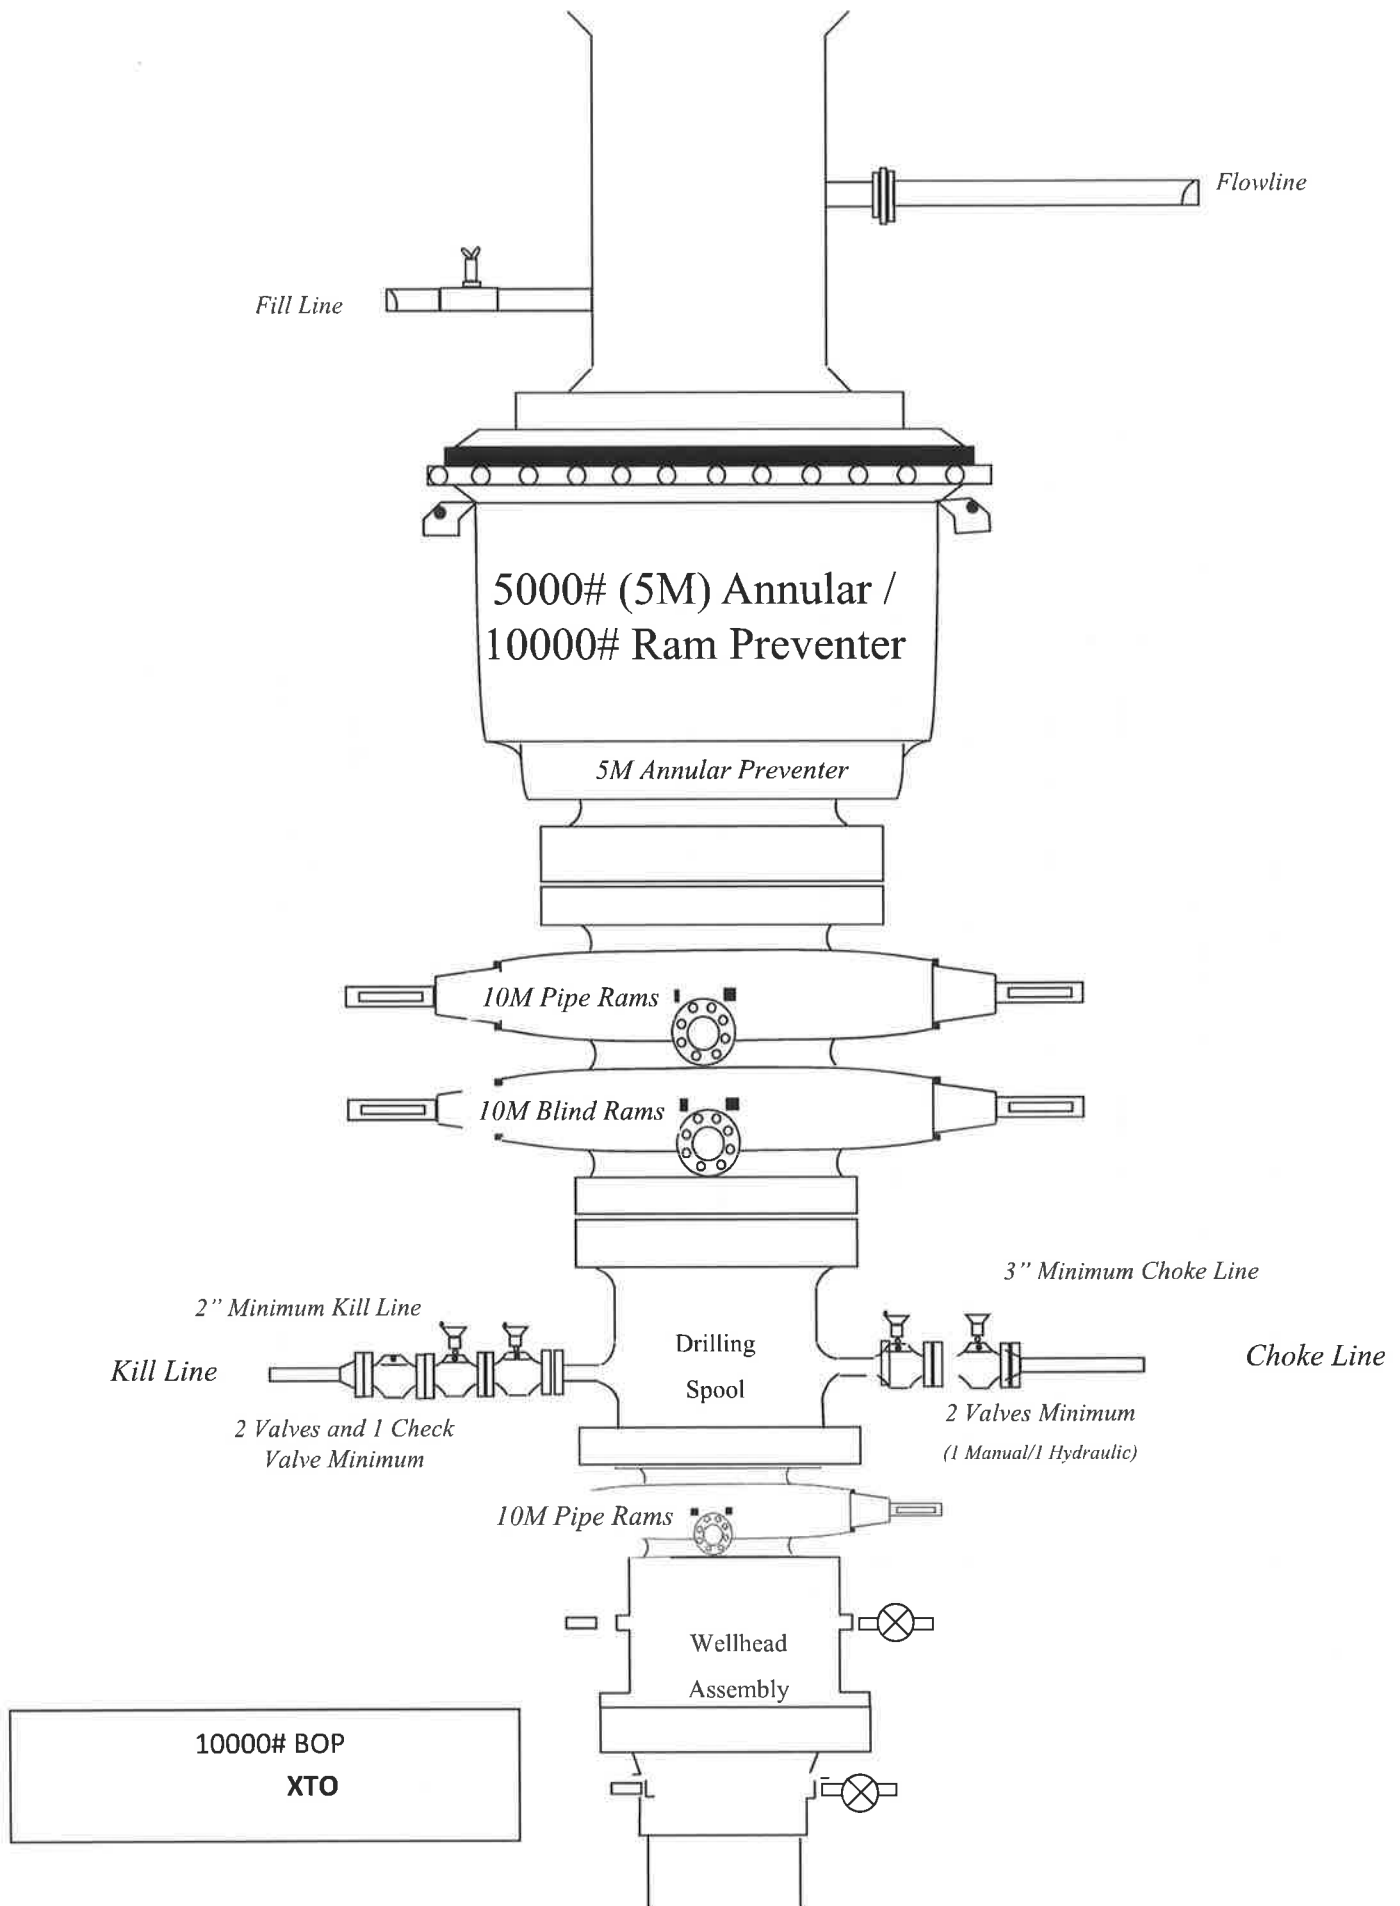 Flowline
Fill Line
5000# (5M) Annular /
10000# Ram Preventer
5M Annular Preventer
10M Pipe Rams
10M Blind Rams
3” Minimum Choke Line
2” Minimum Kill Line
Drilling
Spool
Kill Line
Choke Line
2 Valves and 1 Check
Valve Minimum
2 Valves Minimum
(1 Manual/1 Hydraulic)
10M Pipe Rams
Wellhead
Assembly
10000# BOP
XTO